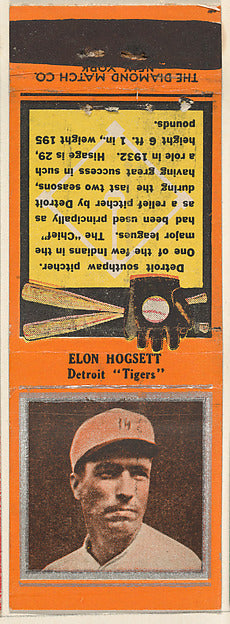 ELON HOGSETT
Detroit "Tigers"
Detroit southpaw pitcher.
One of the few Indians in the
major leagues. The "Chief"
has been used principally
as a relief pitcher by Detroit
during the last two seasons,
having great success in such
a role in 1932. Hisage is 29,
height 6 ft 1 in., weight 195
pounds.
THE DIAMOND MATCH CO.
NEW YORK